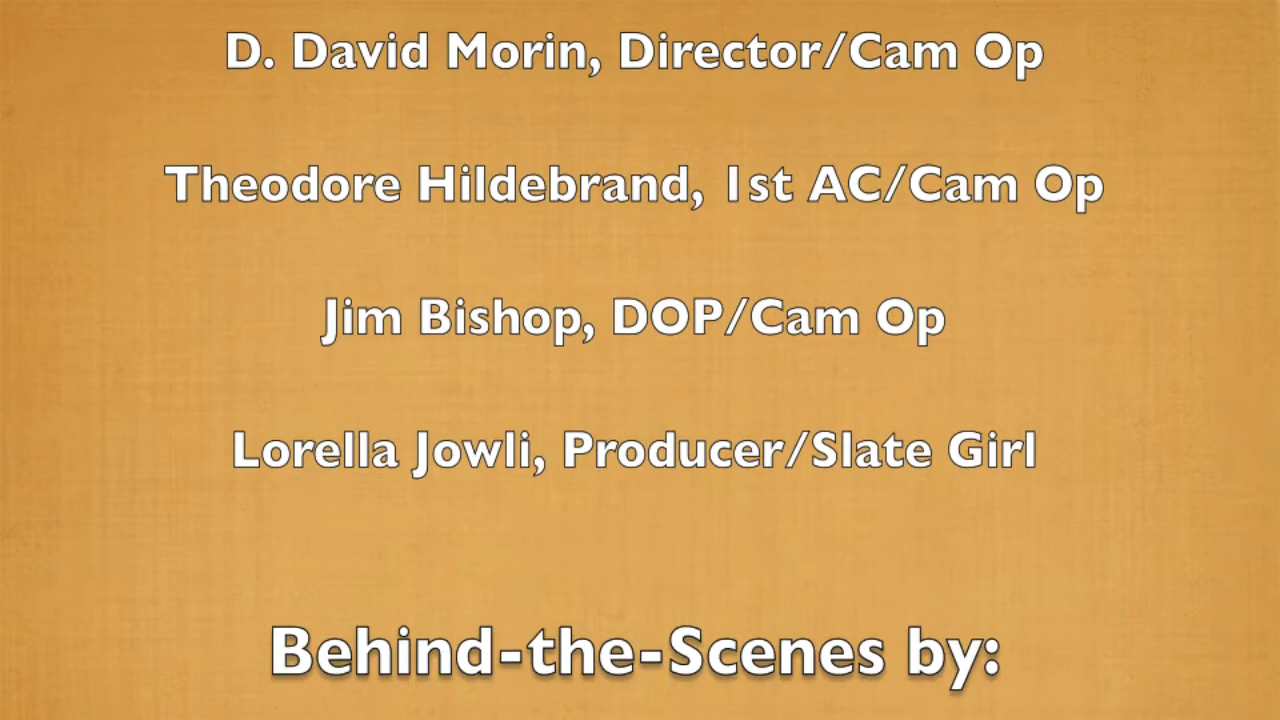 D. David Morin, Director/Cam Op
Theodore Hildebrand, 1st AC/Cam Op
Jim Bishop, DOP/Cam Op
Lorella Jowli, Producer/Slate Girl
Behind-the-Scenes by: